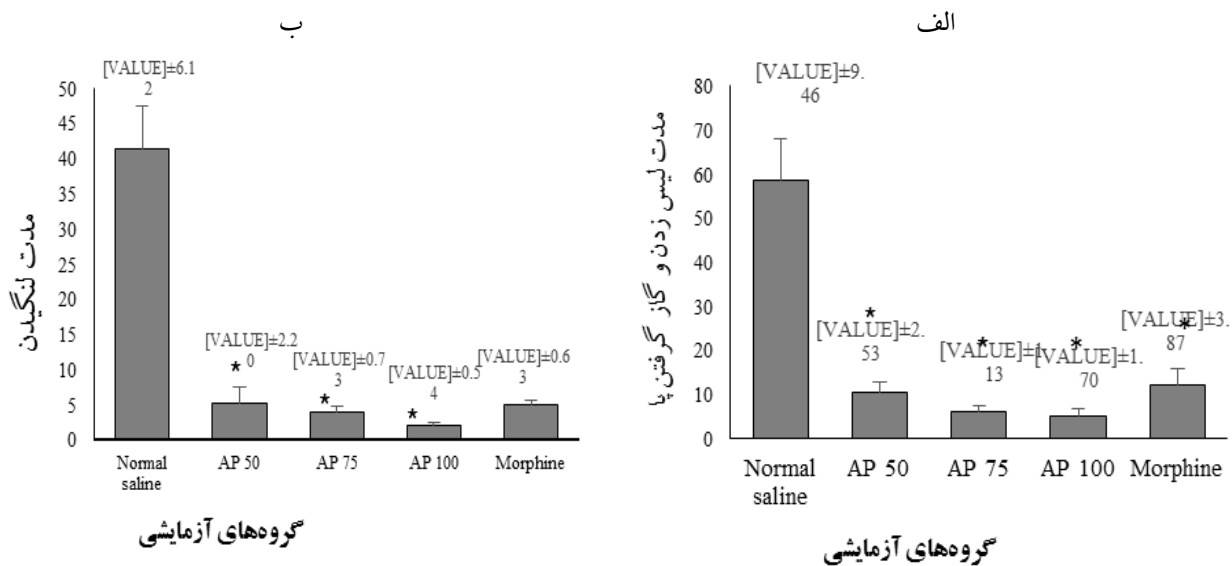 الف
[VALUE]±9.
46
80
70
60
50
40
30
20
10
0
مدت لیس زدن و گاز گرفتن پا
*
[VALUE]±2.
53
*
[VALUE]±1.
13
*
[VALUE]±1.
70
[VALUE]±3.
*
87
Normal
saline
AP 50
AP 75
AP 100
Morphine
گروه‌های آزمایشی
ب
[VALUE]±6.1
2
50
45
40
35
30
25
20
15
10
5
0
مدت لنگیدن
[VALUE]±2.2
0
*
[VALUE]±0.7
3
*
[VALUE]±0.5
4
*
[VALUE]±0.6
3
Normal
saline
AP 50
AP 75
AP 100
Morphine
گروه‌های آزمایشی